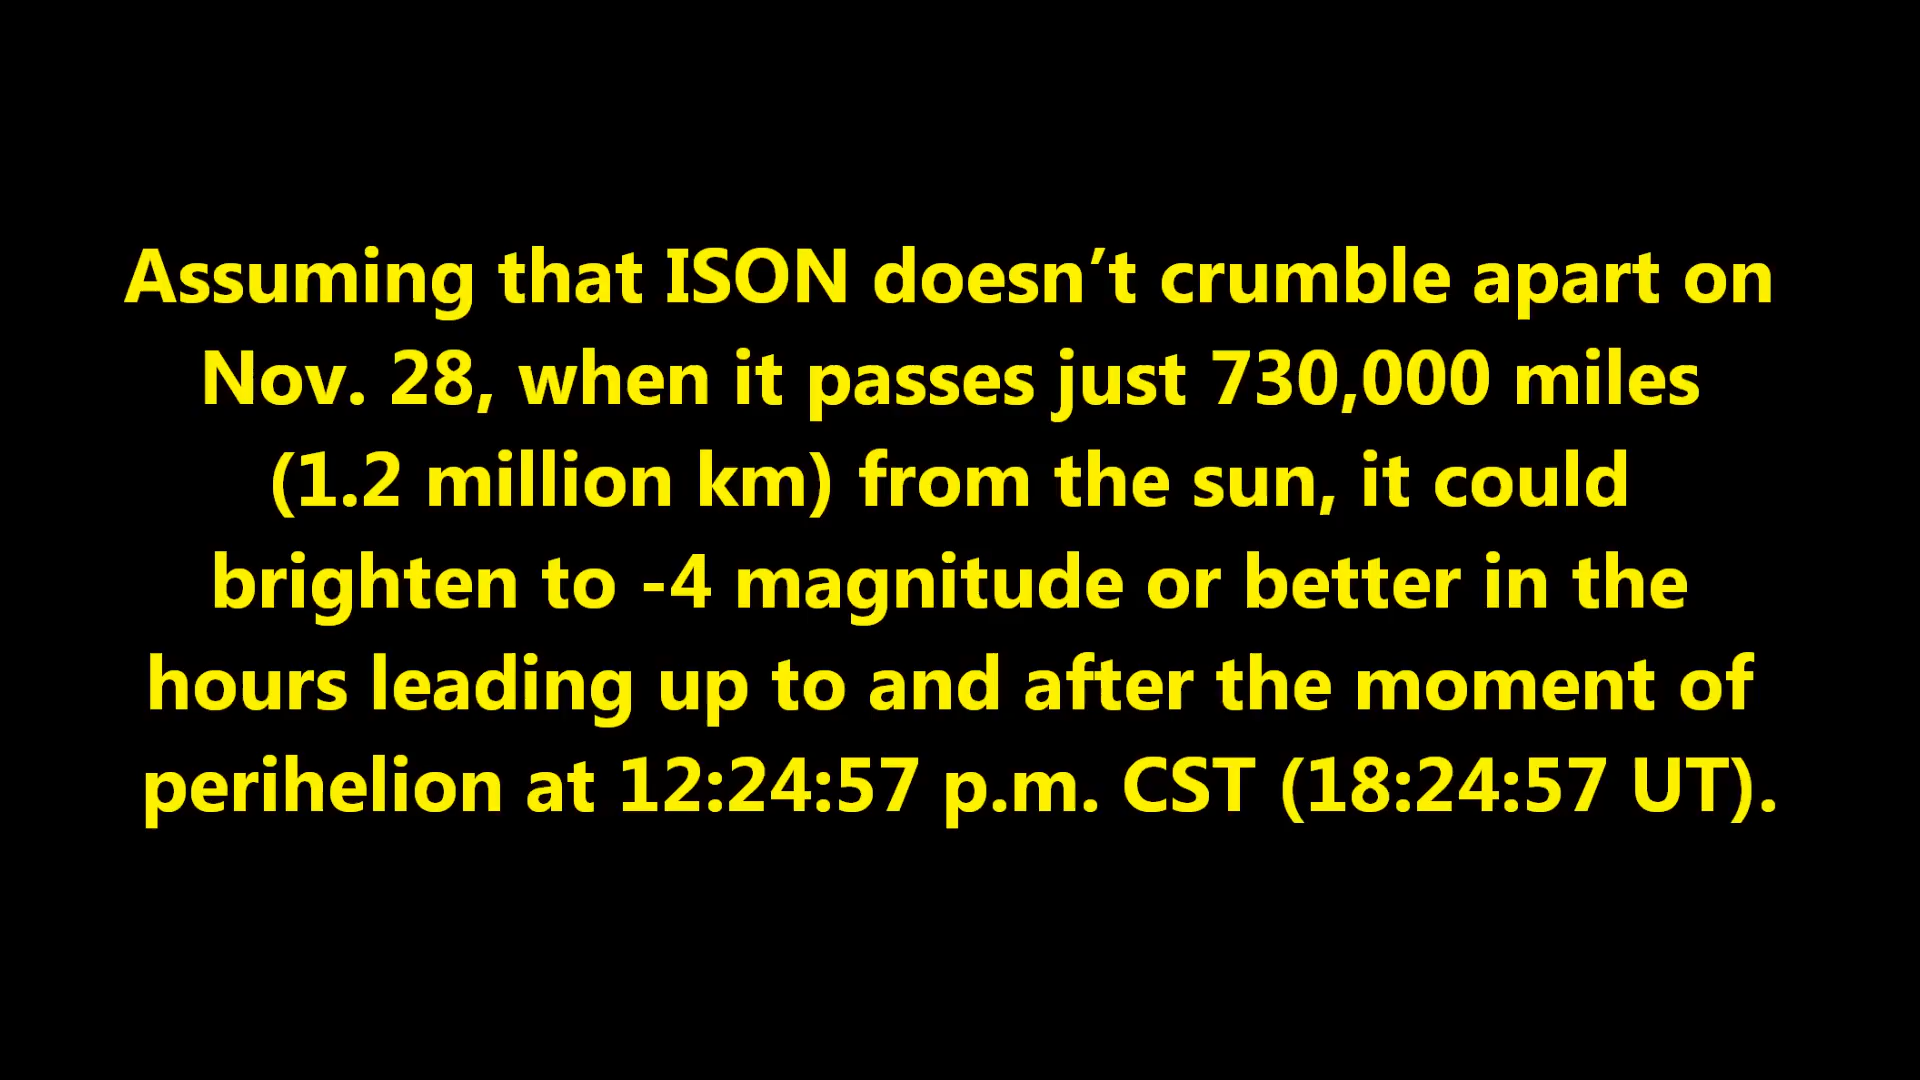 Assuming that ISON doesn’t crumble apart on
Nov. 28, when it passes just 730,000 miles
(1.2 million km) from the sun, it could
brighten to -4 magnitude or better in the
hours leading up to and after the moment of
perihelion at 12:24:57 p.m. CST (18:24:57 UT).